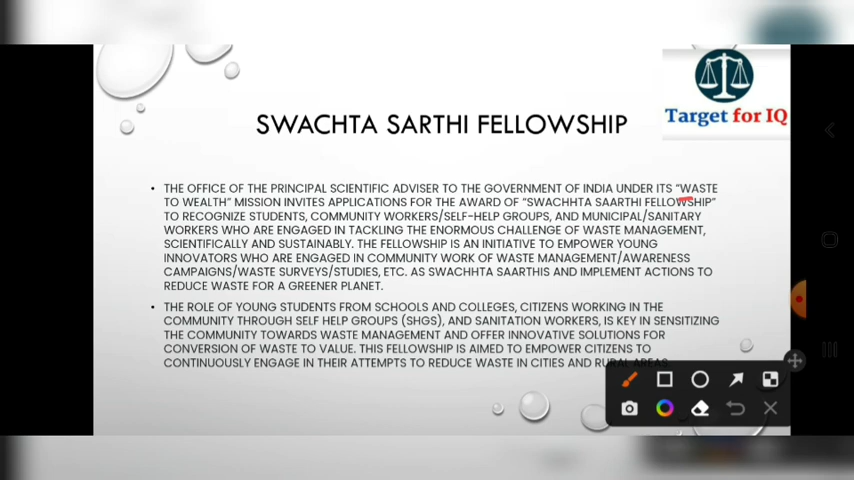 Target for IQ
SWACHTA SARTHI FELLOWSHIP
• THE OFFICE OF THE PRINCIPAL SCIENTIFIC ADVISER TO THE GOVERNMENT OF INDIA UNDER ITS “WASTE
TO WEALTH” MISSION INVITES APPLICATIONS FOR THE AWARD OF “SWACHHTA SAARTHI FELLOWSHIP”
TO RECOGNIZE STUDENTS, COMMUNITY WORKERS/SELF-HELP GROUPS, AND MUNICIPAL/SANITARY
WORKERS WHO ARE ENGAGED IN TACKLING THE ENORMOUS CHALLENGE OF WASTE MANAGEMENT,
SCIENTIFICALLY AND SUSTAINABLY. THE FELLOWSHIP IS AN INITIATIVE TO EMPOWER YOUNG
INNOVATORS WHO ARE ENGAGED IN COMMUNITY WORK OF WASTE MANAGEMENT/AWARENESS
CAMPAIGNS/WASTE SURVEYS/STUDIES, ETC. AS SWACHHTA SAARTHIS AND IMPLEMENT ACTIONS TO
REDUCE WASTE FOR A GREENER PLANET.
• THE ROLE OF YOUNG STUDENTS FROM SCHOOLS AND COLLEGES, CITIZENS WORKING IN THE
COMMUNITY THROUGH SELF HELP GROUPS (SHGS), AND SANITATION WORKERS, IS KEY IN SENSITIZING
THE COMMUNITY TOWARDS WASTE MANAGEMENT AND OFFER INNOVATIVE SOLUTIONS FOR
CONVERSION OF WASTE TO VALUE. THIS FELLOWSHIP IS AIMED TO EMPOWER CITIZENS TO
CONTINUOUSLY ENGAGE IN THEIR ATTEMPTS TO REDUCE WASTE IN CITIES AND RURAL AREAS.